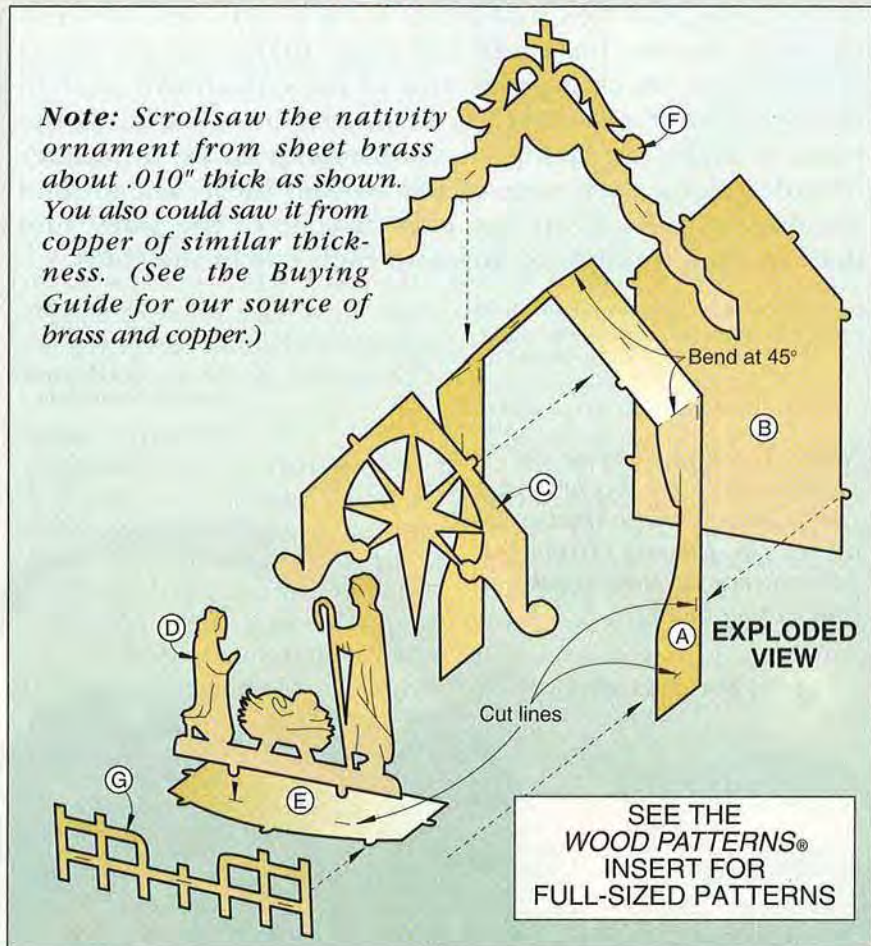 Note: Scrollsaw the nativity
ornament from sheet brass
about .010" thick as shown.
You also could saw it from
copper of similar thick-
ness. (See the Buying
Guide for our source of
brass and copper.)
F
Bend at 45°
B
C
D
A
EXPLODED
VIEW
Cut lines
E
G
SEE THE
WOOD PATTERNS®
INSERT FOR
FULL-SIZED PATTERNS